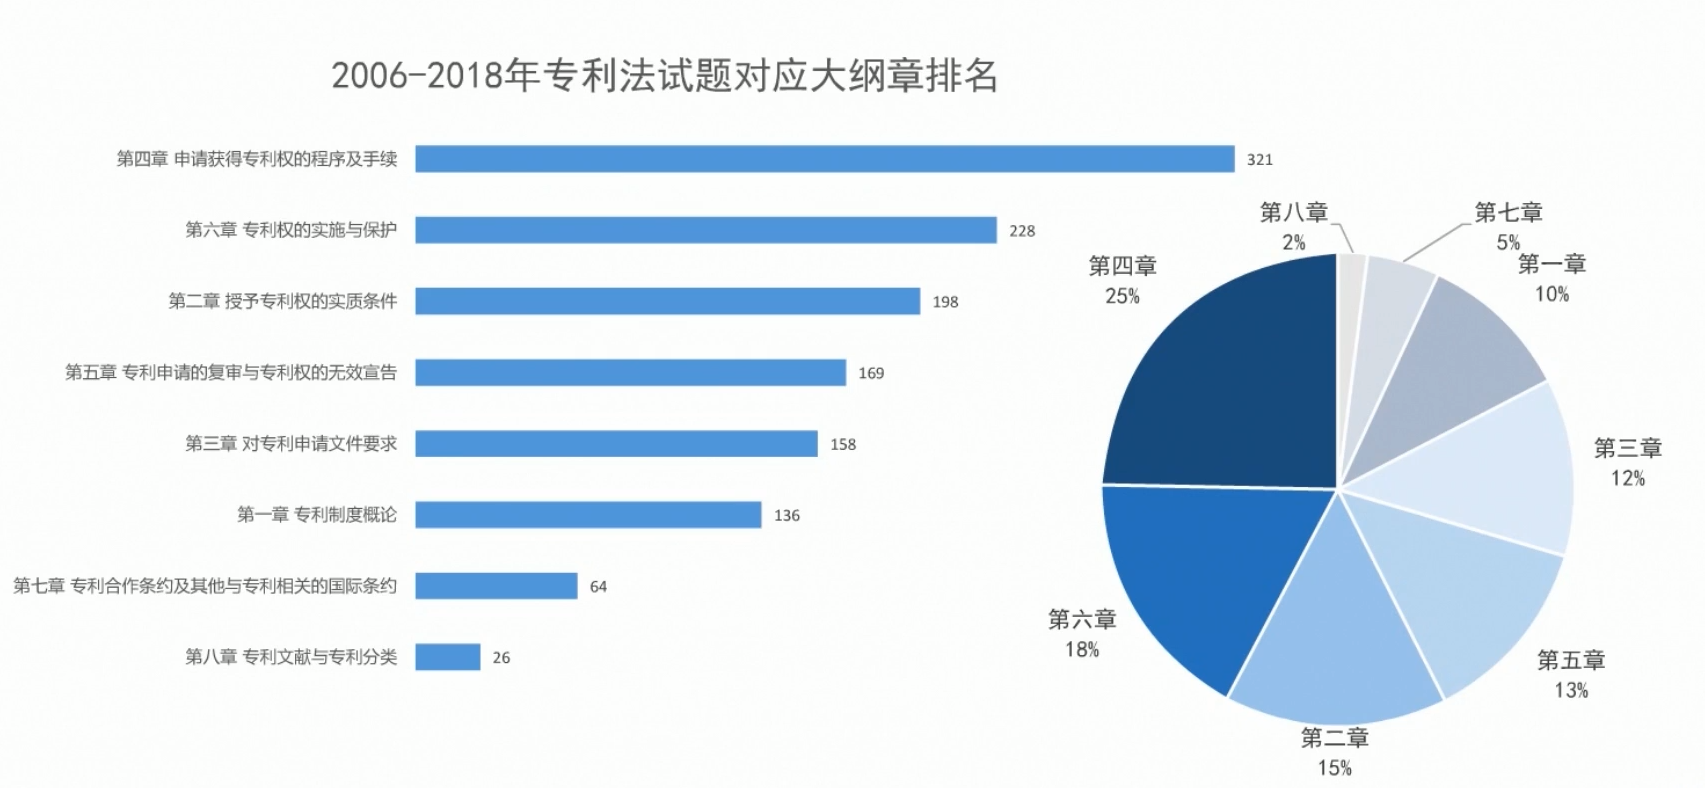 2006-2018年专利法试题对应大纲章排名
第四章 申请获得专利权的程序及手续
321
第六章 专利权的实施与保护
228
第二章 授予专利权的实质条件
198
第五章 专利申请的复审与专利权的无效宣告
169
第三章 对专利申请文件要求
158
第一章 专利制度概论
136
第七章 专利合作条约及其他与专利相关的国际条约
64
第八章 专利文献与专利分类
26
第八章
2%
第七章
5%
第一章
10%
第四章
25%
第三章
12%
第六章
18%
第五章
13%
第二章
15%